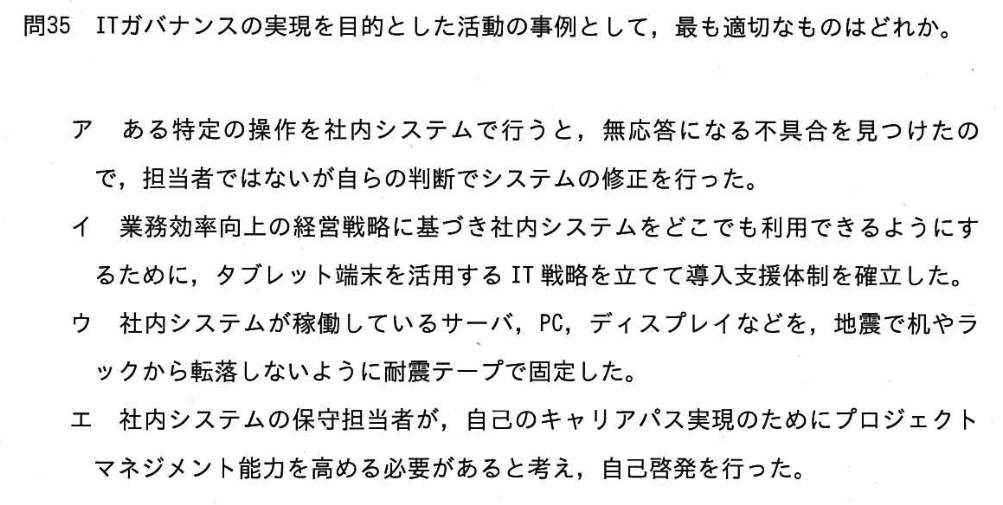 問35　ITガバナンスの実現を目的とした活動の事例として，最も適切なものはどれか。
ア　ある特定の操作を社内システムで行うと，無応答になる不具合を見つけたの
で，担当者ではないが自らの判断でシステムの修正を行った。
イ　業務効率向上の経営戦略に基づき社内システムをどこでも利用できるようにす
るために，タブレット端末を活用する IT 戦略を立てて導入支援体制を確立した。
ウ　社内システムが稼働しているサーバ，PC，ディスプレイなどを，地震で机やラ
ックから転落しないように耐震テープで固定した。
エ　社内システムの保守担当者が，自己のキャリアパス実現のためにプロジェクト
マネジメント能力を高める必要があると考え，自己啓発を行った。